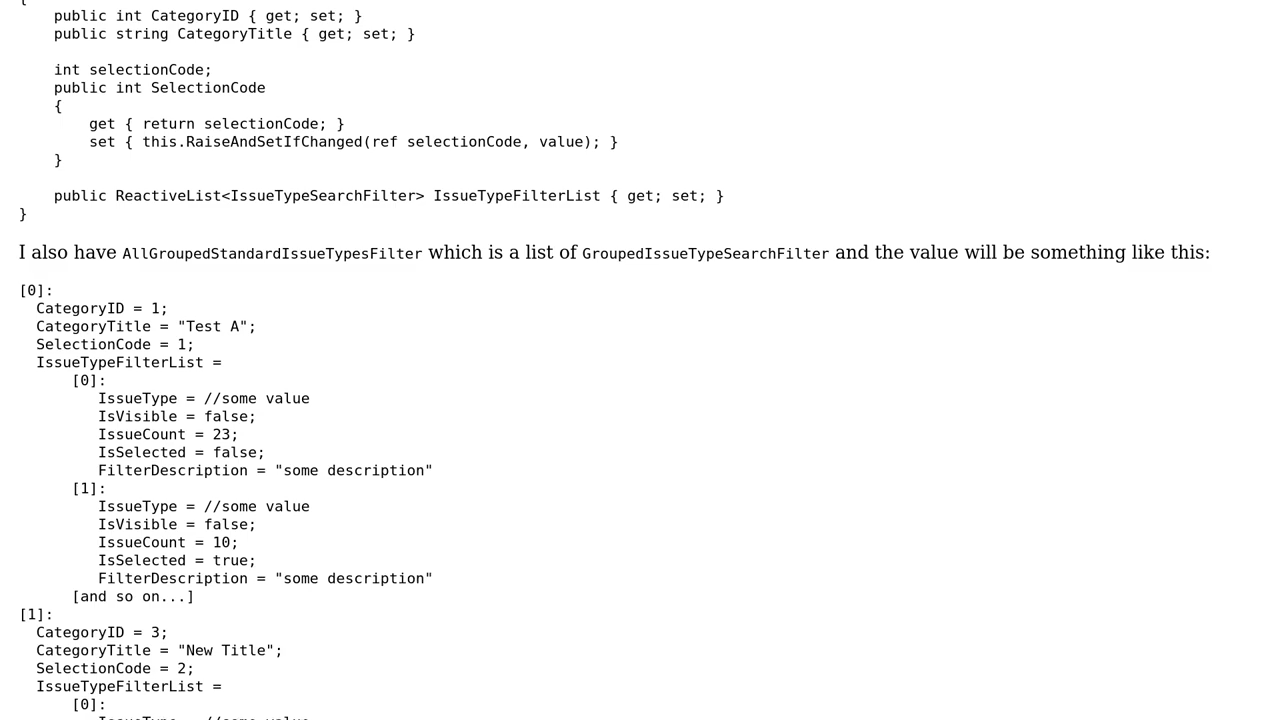 {
    public int CategoryID { get; set; }
    public string CategoryTitle { get; set; }

    int selectionCode;
    public int SelectionCode
    {
        get { return selectionCode; }
        set { this.RaiseAndSetIfChanged(ref selectionCode, value); }
    }

    public ReactiveList<IssueTypeSearchFilter> IssueTypeFilterList { get; set; }
}
I also have AllGroupedStandardIssueTypesFilter which is a list of GroupedIssueTypeSearchFilter and the value will be something like this:
[0]:
  CategoryID = 1;
  CategoryTitle = "Test A";
  SelectionCode = 1;
  IssueTypeFilterList =
      [0]:
         IssueType = //some value
         IsVisible = false;
         IssueCount = 23;
         IsSelected = false;
         FilterDescription = "some description"
      [1]:
         IssueType = //some value
         IsVisible = false;
         IssueCount = 10;
         IsSelected = true;
         FilterDescription = "some description"
      [and so on...]
[1]:
  CategoryID = 3;
  CategoryTitle = "New Title";
  SelectionCode = 2;
  IssueTypeFilterList =
      [0]:
         IssueType = //some value